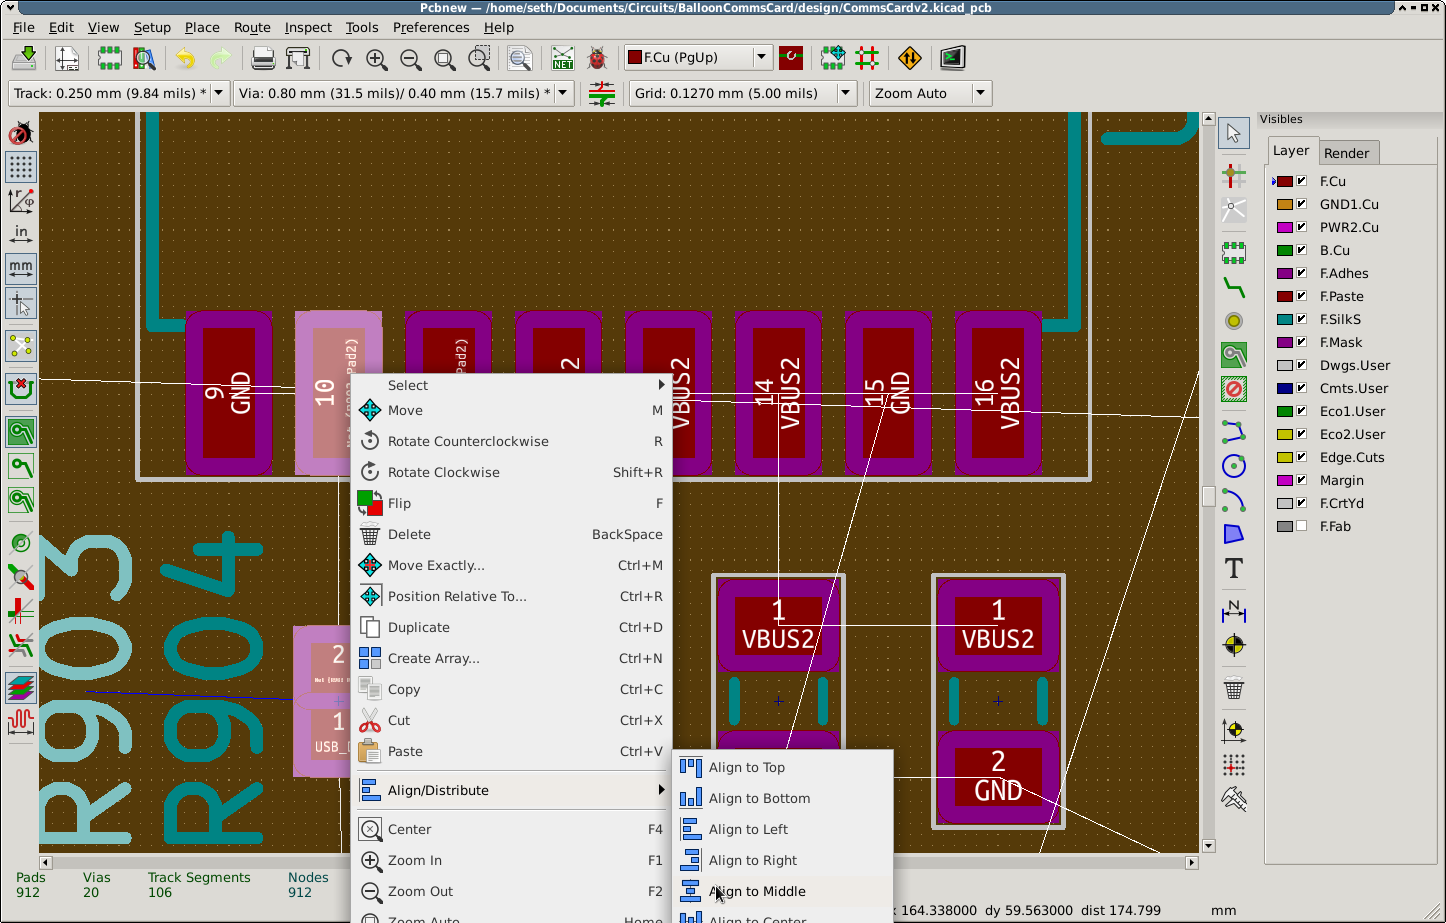 Pcbnew — /home/seth/Documents/Circuits/BalloonCommsCard/design/CommsCardv2.kicad_pcb
File Edit View Setup Place Route Inspect Tools Preferences Help
NET
F.Cu (PgUp)
Track: 0.250 mm (9.84 mils) *
Via: 0.80 mm (31.5 mils)/ 0.40 mm (15.7 mils) *
Grid: 0.1270 mm (5.00 mils)
Zoom Auto
in
mm
9
GND
10
Pad2)
Pad2)
2
VBUS2
14
VBUS2
15
GND
16
VBUS2
R903
R904
2
1
USB_
1
VBUS2
1
VBUS2
2
GND
Select
Move M
Rotate Counterclockwise R
Rotate Clockwise Shift+R
Flip F
Delete BackSpace
Move Exactly... Ctrl+M
Position Relative To... Ctrl+R
Duplicate Ctrl+D
Create Array... Ctrl+N
Copy Ctrl+C
Cut Ctrl+X
Paste Ctrl+V
Align/Distribute
Center F4
Zoom In F1
Zoom Out F2
Zoom Auto Home
Align to Top
Align to Bottom
Align to Left
Align to Right
Align to Middle
Align to Center
Visibles
Layer Render
F.Cu
GND1.Cu
PWR2.Cu
B.Cu
F.Adhes
F.Paste
F.SilkS
F.Mask
Dwgs.User
Cmts.User
Eco1.User
Eco2.User
Edge.Cuts
Margin
F.CrtYd
F.Fab
T
N
Pads Vias Track Segments Nodes
912 20 106 912
x 164.338000 dy 59.563000 dist 174.799 mm